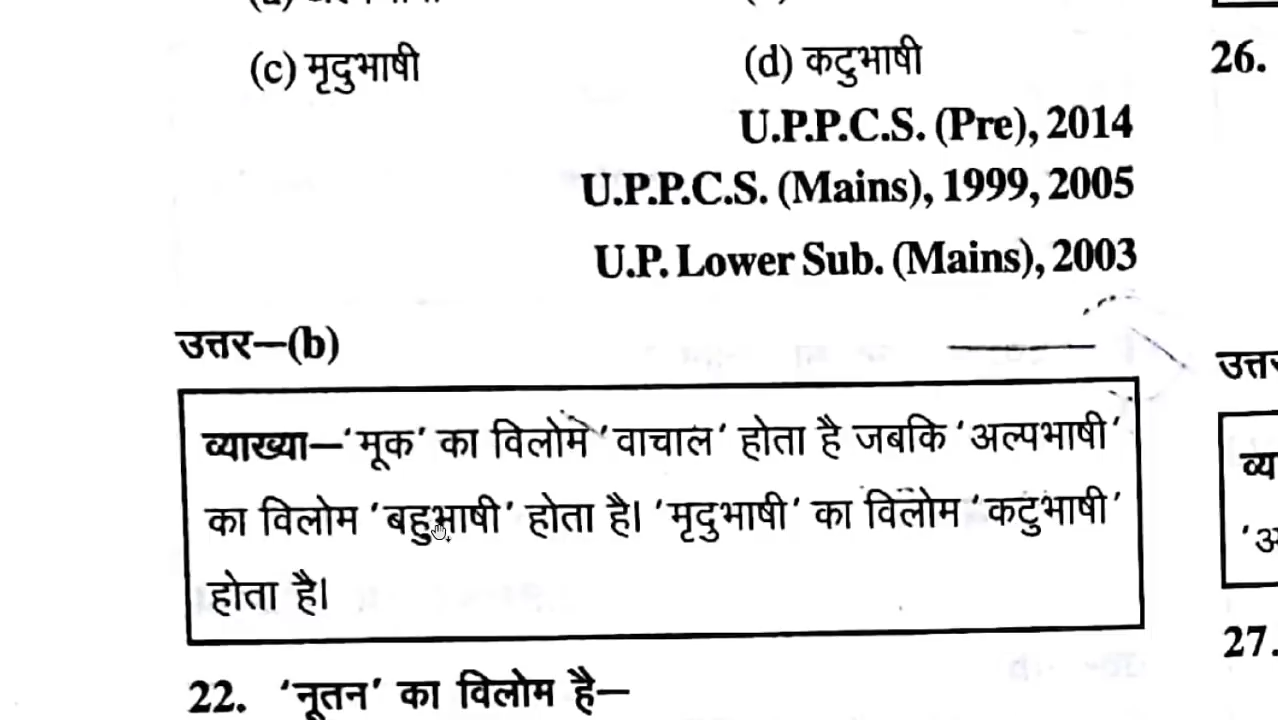 (c) मृदुभाषी
(d) कटुभाषी
U.P.P.C.S. (Pre), 2014
U.P.P.C.S. (Mains), 1999, 2005
U.P. Lower Sub. (Mains), 2003
उत्तर—(b)
व्याख्या—'मूक' का विलोम 'वाचाल' होता है जबकि 'अल्पभाषी'
का विलोम 'बहुभाषी' होता है। 'मृदुभाषी' का विलोम 'कटुभाषी'
होता है।
22. 'नूतन' का विलोम है—
26.
27.